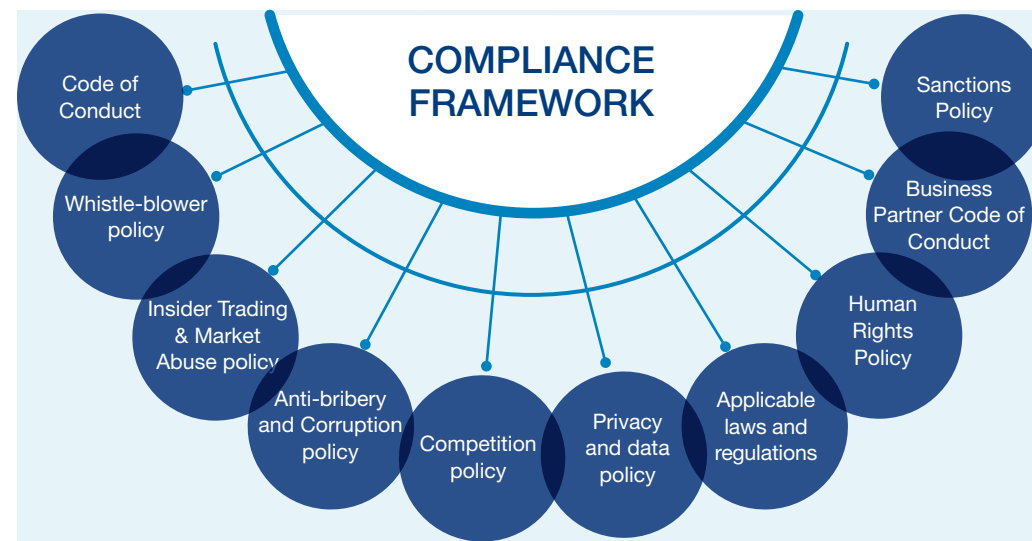 COMPLIANCE
FRAMEWORK
Code of
Conduct
Whistle-blower
policy
Insider Trading
& Market
Abuse policy
Anti-bribery
and Corruption
policy
Competition
policy
Privacy
and data
policy
Applicable
laws and
regulations
Human
Rights
Policy
Business
Partner Code of
Conduct
Sanctions
Policy